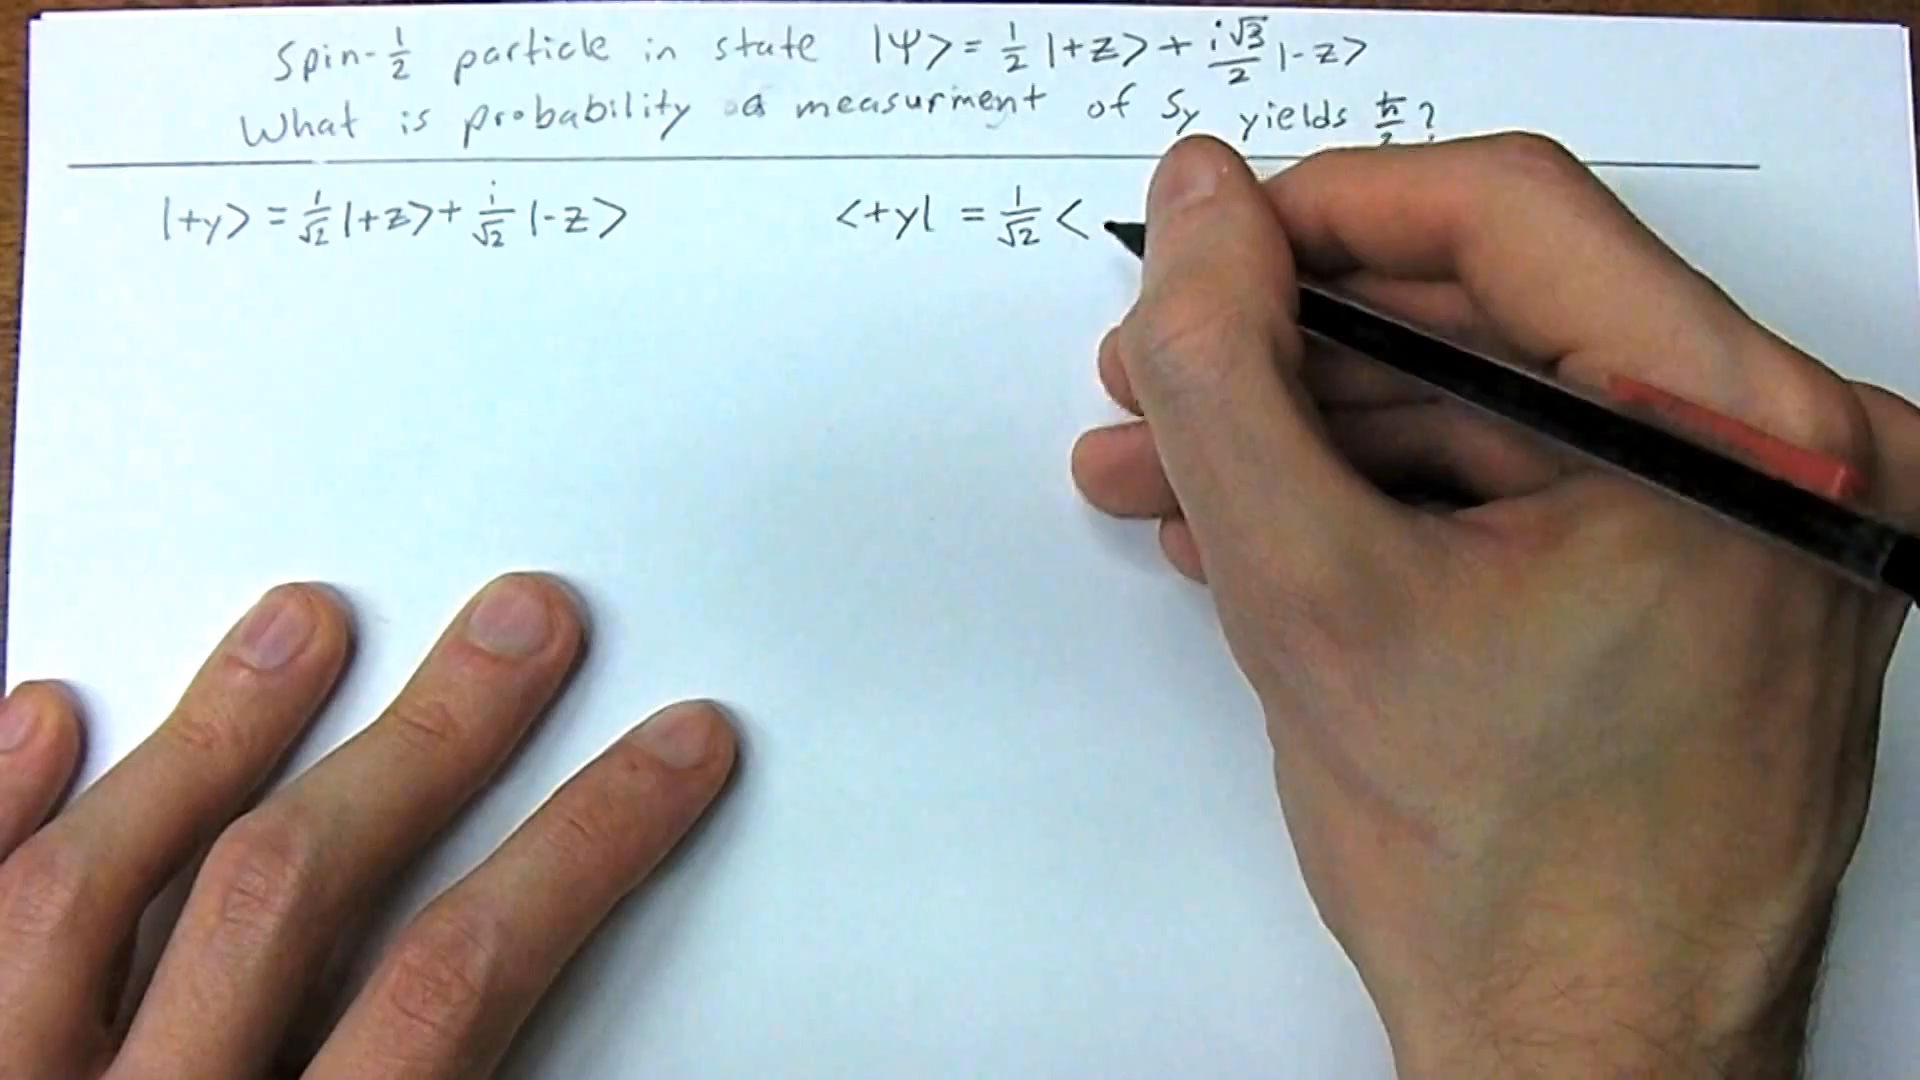 Spin-1/2 particle in state |Ψ> = 1/2 |+z> + i√3/2 |-z>
What is probability a measurment of Sy yields ħ/2?
|+y> = 1/√2 |+z> + i/√2 |-z>
<+y| = 1/√2 <